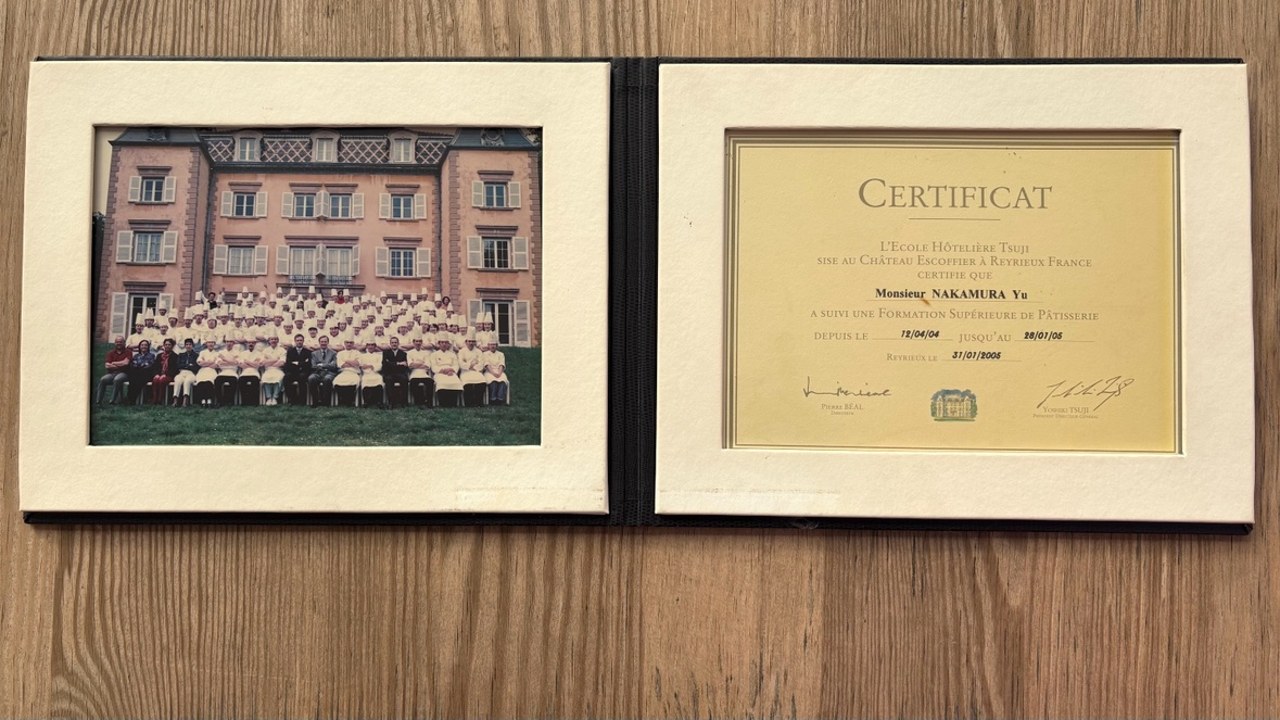 CERTIFICAT
L'ECOLE HÔTELIÈRE TSUJI
SISE AU CHÂTEAU ESCOFFIER À REYRIEUX FRANCE
CERTIFIE QUE
Monsieur NAKAMURA Yu
A SUIVI UNE FORMATION SUPÉRIEURE DE PÂTISSERIE
DEPUIS LE 12/04/04 JUSQU'AU 28/01/05
REYRIEUX LE 31/01/2005
PIERRE BÉAL
YOSHIKI TSUJI